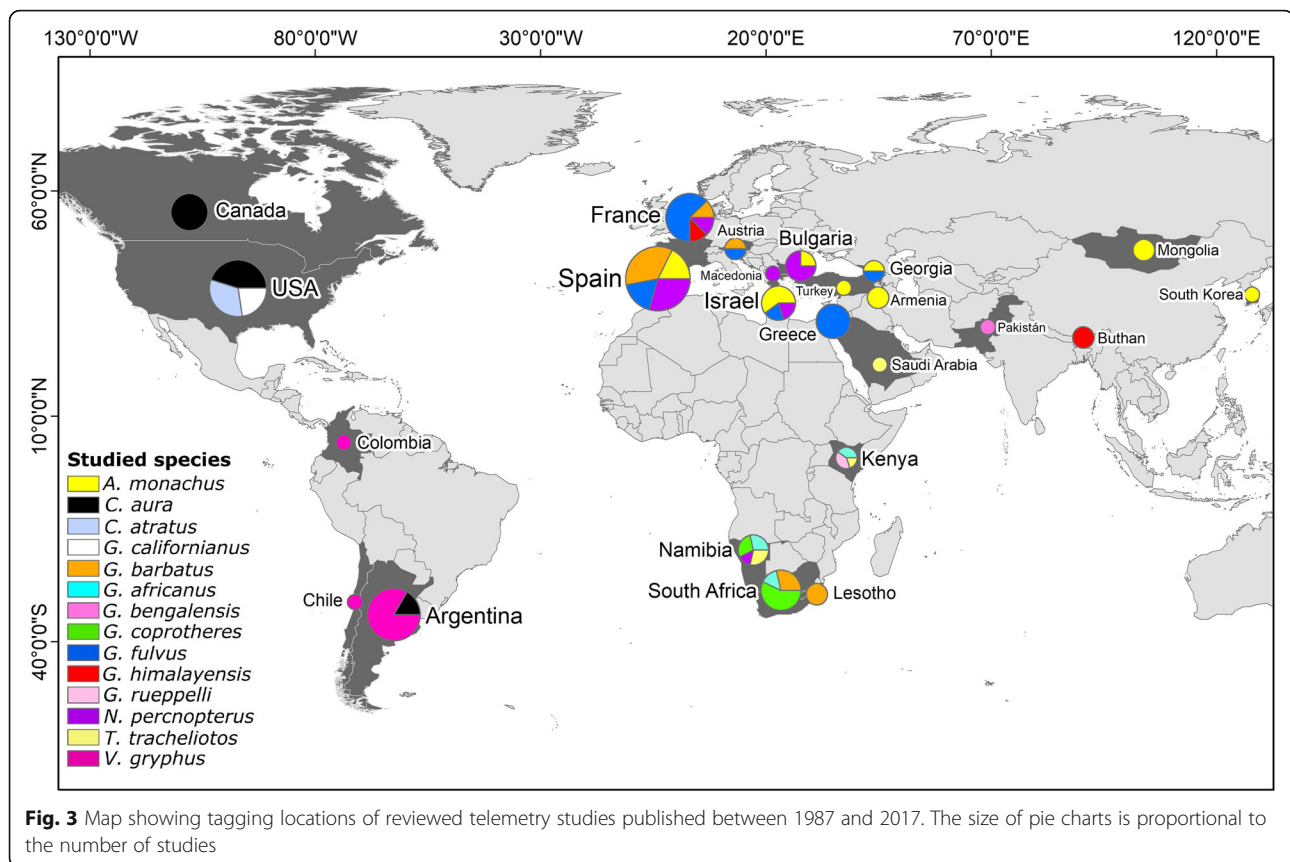 130°0'0"W 80°0'0"W 30°0'0"W 20°0'0"E 70°0'0"E 120°0'0"E
60°0'0"N
10°0'0"N
40°0'0"S
Canada
USA
France
Austria
Bulgaria
Georgia
Mongolia
Spain
Macedonia
Turkey
Armenia
South Korea
Israel
Greece
Pakistán
Buthan
Saudi Arabia
Colombia
Kenya
Namibia
South Africa
Lesotho
Chile
Argentina
Studied species
A. monachus
C. aura
C. atratus
G. californianus
G. barbatus
G. africanus
G. bengalensis
G. coprotheres
G. fulvus
G. himalayensis
G. rueppelli
N. percnopterus
T. tracheliotos
V. gryphus
Fig. 3 Map showing tagging locations of reviewed telemetry studies published between 1987 and 2017. The size of pie charts is proportional to
the number of studies